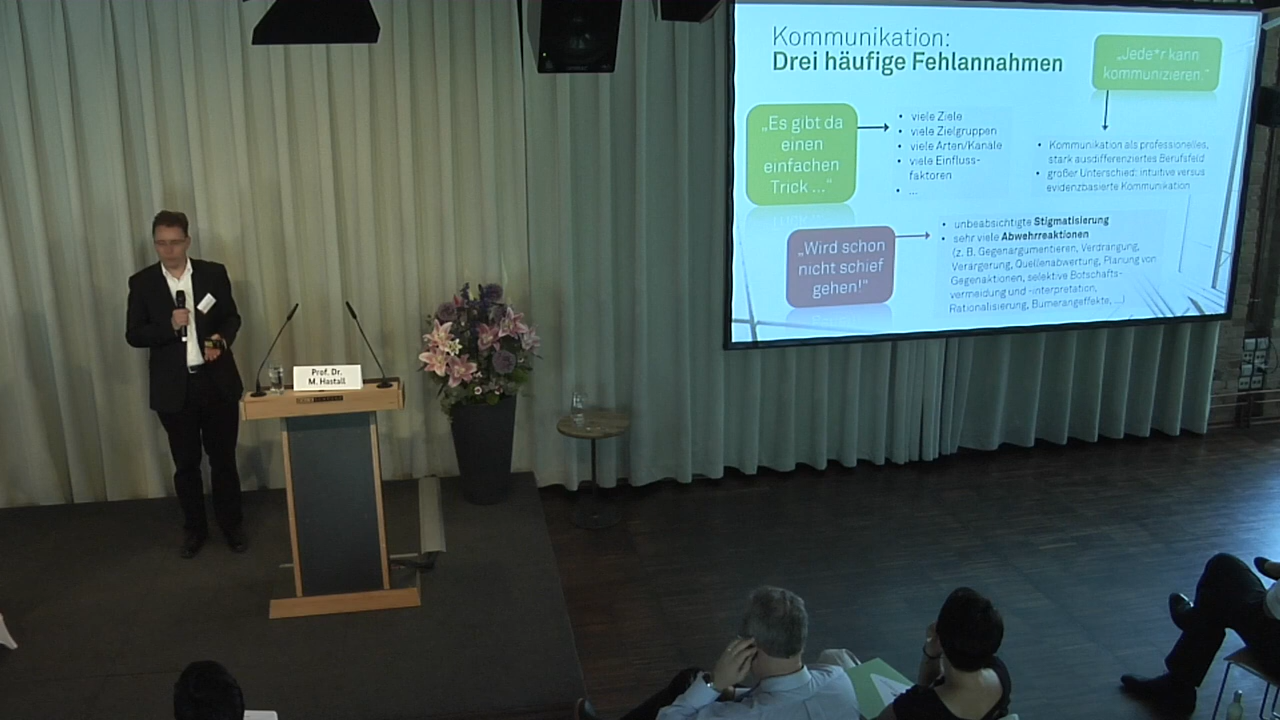 Kommunikation:
Drei häufige Fehlannahmen
„Jede*r kann
kommunizieren."
„Es gibt da
einen
einfachen
Trick ..."
• viele Ziele
• viele Zielgruppen
• viele Arten/Kanäle
• viele Einfluss-
faktoren
• ...
• Kommunikation als professionelles,
stark ausdifferenziertes Berufsfeld
• großer Unterschied: intuitive versus
evidenzbasierte Kommunikation
„Wird schon
nicht schief
gehen!"
• unbeabsichtigte Stigmatisierung
• sehr viele Abwehrreaktionen
(z. B. Gegenargumentieren, Verdrängung,
Verärgerung, Quellenabwertung, Planung von
Gegenaktionen, selektive Botschafts-
vermeidung und -interpretation,
Rationalisierung, Bumerangeffekte, ...)
Prof. Dr.
M. Hastall